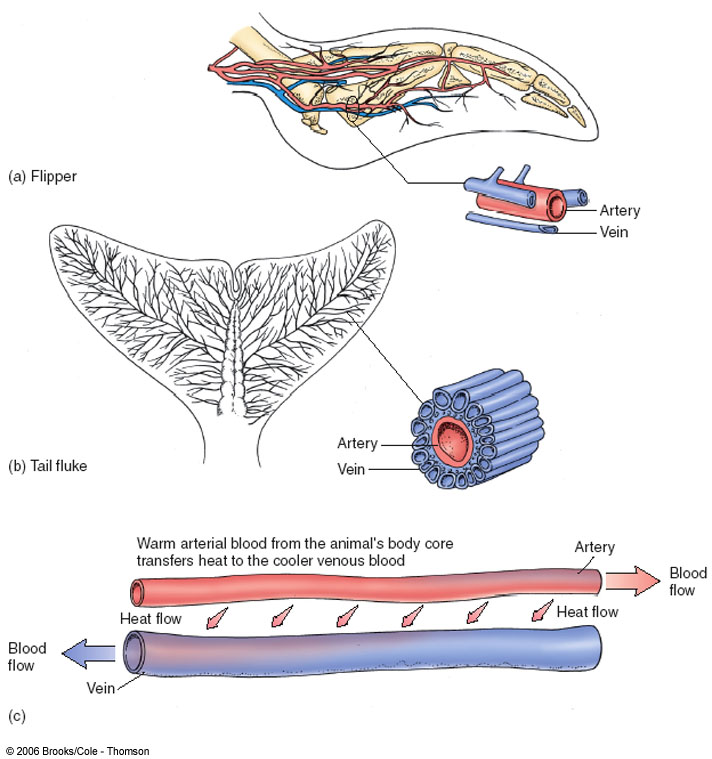 Artery
Vein
(a) Flipper
Artery
Vein
(b) Tail fluke
Warm arterial blood from the animal's body core
transfers heat to the cooler venous blood
Artery
Blood
flow
Heat flow
Heat flow
Blood
flow
Vein
(c)
© 2006 Brooks/Cole - Thomson